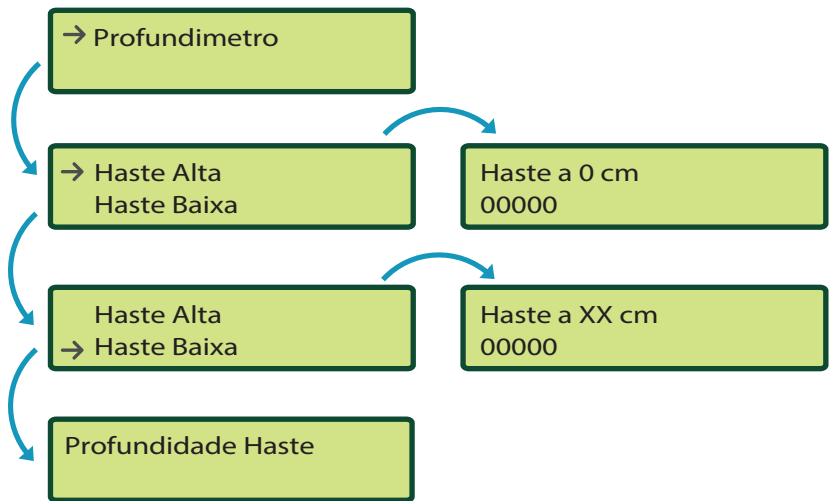 → Profundimetro
→ Haste Alta
Haste Baixa
Haste a 0 cm
00000
Haste Alta
→ Haste Baixa
Haste a XX cm
00000
Profundidade Haste